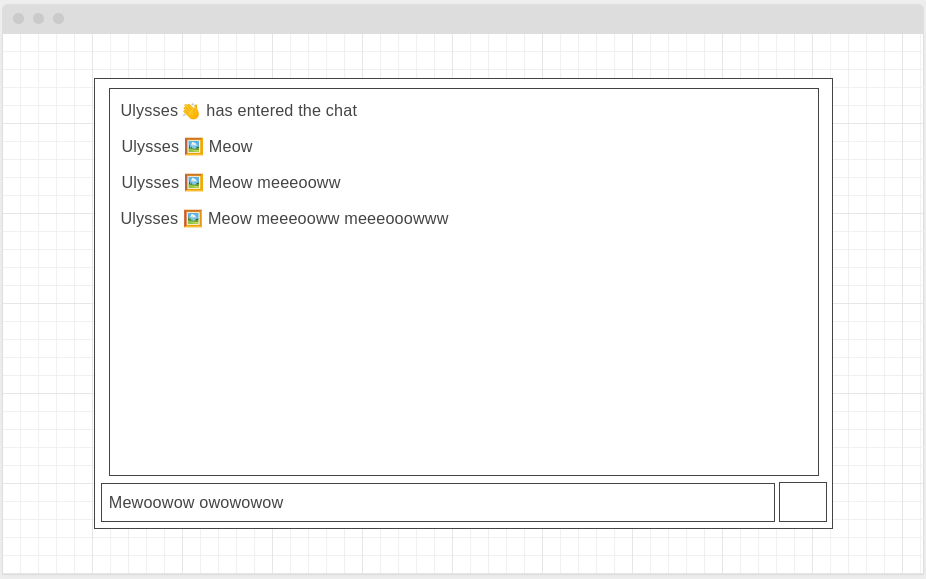 Ulysses 👋 has entered the chat
Ulysses 🖼️ Meow
Ulysses 🖼️ Meow meeeooww
Ulysses 🖼️ Meow meeeooww meeeooowww
Mewoowow owowowow